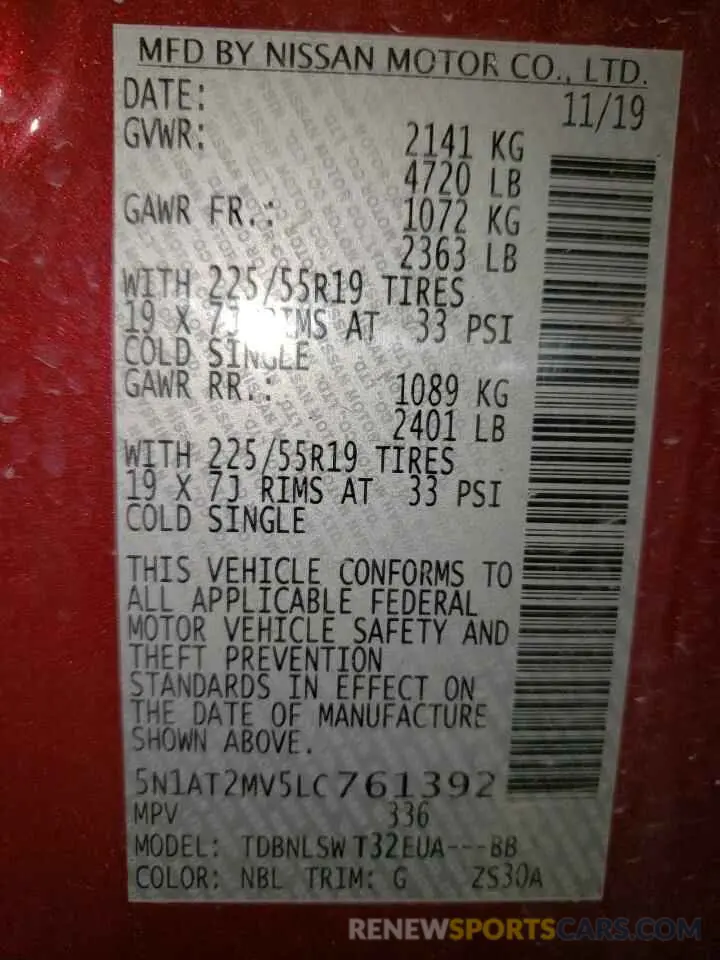 MFD BY NISSAN MOTOR CO., LTD.
DATE: 11/19
GVWR: 2141 KG
4720 LB
GAWR FR.: 1072 KG
2363 LB
WITH 225/55R19 TIRES
19 X 7J RIMS AT 33 PSI
COLD SINGLE
GAWR RR.: 1089 KG
2401 LB
WITH 225/55R19 TIRES
19 X 7J RIMS AT 33 PSI
COLD SINGLE
THIS VEHICLE CONFORMS TO
ALL APPLICABLE FEDERAL
MOTOR VEHICLE SAFETY AND
THEFT PREVENTION
STANDARDS IN EFFECT ON
THE DATE OF MANUFACTURE
SHOWN ABOVE.
5N1AT2MV5LC761392
MPV 336
MODEL: TDBNLSW T32EUA---BB
COLOR: NBL TRIM: G ZS30A
RENEWSPORTSCARS.COM